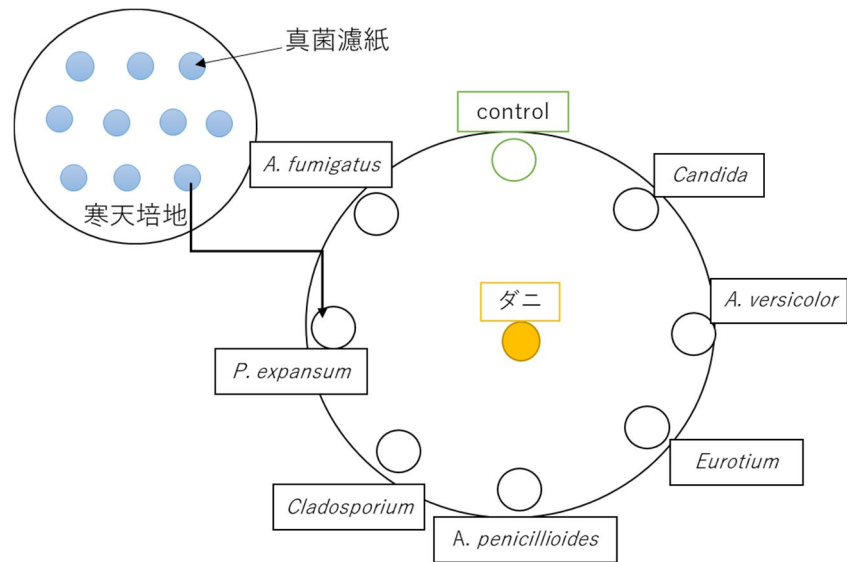 真菌濾紙
寒天培地
control
A. fumigatus
Candida
ダニ
A. versicolor
P. expansum
Eurotium
Cladosporium
A. penicillioides